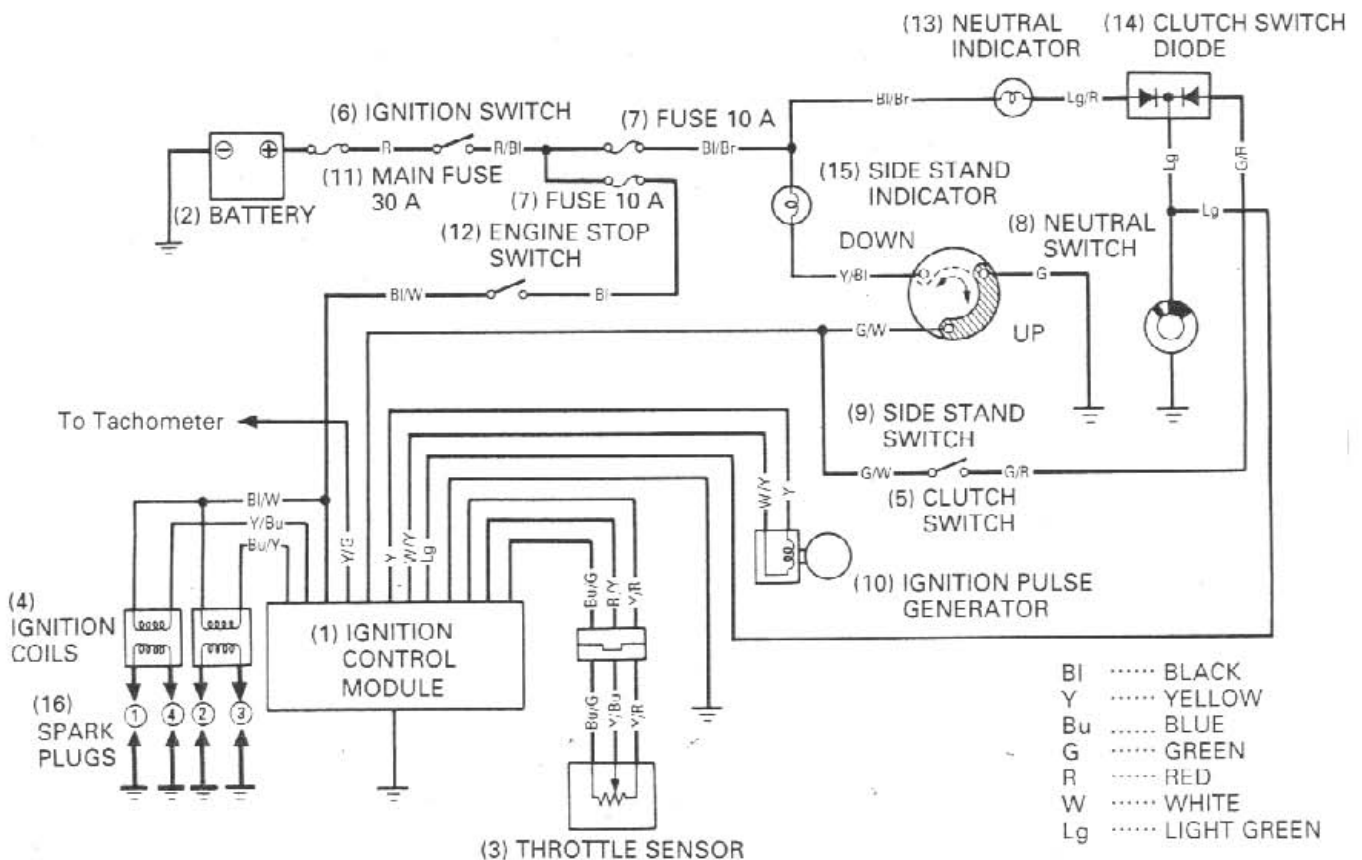 (13) NEUTRAL
INDICATOR
(14) CLUTCH SWITCH
DIODE
(6) IGNITION SWITCH
(7) FUSE 10 A
Bl/Br
Lg/R
R
R/Bl
Bl/Br
(11) MAIN FUSE
30 A
(7) FUSE 10 A
(15) SIDE STAND
INDICATOR
Lg
G/R
(2) BATTERY
(12) ENGINE STOP
SWITCH
DOWN
(8) NEUTRAL
SWITCH
Lg
Y/Bl
G
Bl/W
Bl
G/W
UP
To Tachometer
(9) SIDE STAND
SWITCH
G/W
G/R
(5) CLUTCH
SWITCH
Bl/W
Y/Bu
Bu/Y
Y/G
Y
W/Y
Lg
W/Y
Y
(10) IGNITION PULSE
GENERATOR
Bu/G
R/Y
Y/R
(4)
IGNITION
COILS
(1) IGNITION
CONTROL
MODULE
(16)
SPARK
PLUGS
1
4
2
3
Bu/G
Y/Bu
Y/R
(3) THROTTLE SENSOR
Bl ...... BLACK
Y ...... YELLOW
Bu ...... BLUE
G ...... GREEN
R ...... RED
W ...... WHITE
Lg ...... LIGHT GREEN